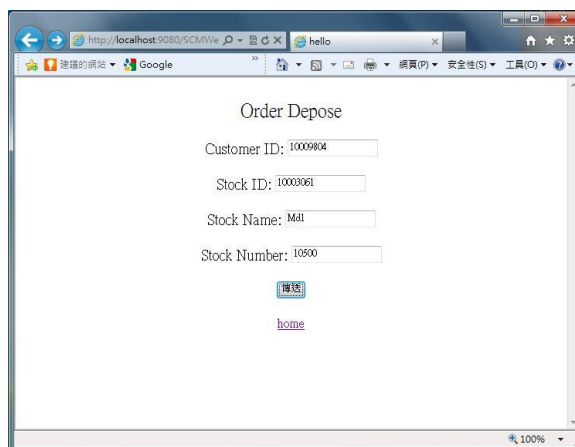 http://localhost:9080/SCMWe
hello
建議的網站
Google
網頁(P)
安全性(S)
工具(O)
Order Depose
Customer ID: 10009804
Stock ID: 10003061
Stock Name: Md1
Stock Number: 10500
傳送
home
100%